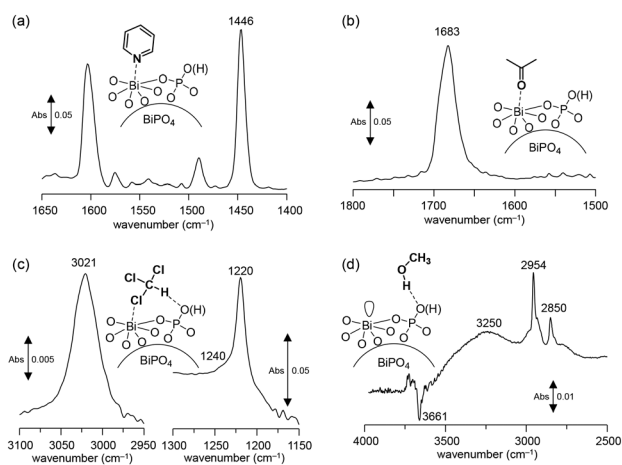 (a)
1446
N
O(H)
Bi
O
P
O
O
O
O
O
O
BiPO4
Abs
0.05
1650
1600
1550
1500
1450
1400
wavenumber (cm–1)
(b)
1683
O
O(H)
Bi
O
P
O
O
O
O
O
O
BiPO4
Abs
0.05
1800
1700
1600
1500
wavenumber (cm–1)
(c)
3021
Cl
Cl
C
H
Cl
O(H)
Bi
O
P
O
O
O
O
O
O
BiPO4
1220
1240
Abs
0.005
Abs
0.05
3100
3050
3000
2950
1300
1250
1200
1150
wavenumber (cm–1)
wavenumber (cm–1)
(d)
CH3
O
H
O(H)
Bi
O
P
O
O
O
O
O
O
BiPO4
2954
2850
3250
3661
Abs
0.01
4000
3500
3000
2500
wavenumber (cm–1)